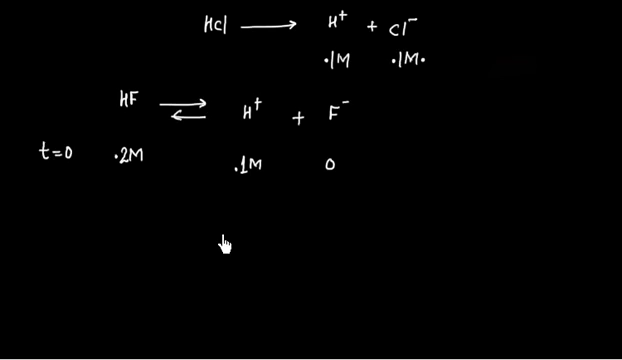 HCl ⟶ H⁺ + Cl⁻
.1M .1M.
HF ⇌ H⁺ + F⁻
t=0 .2M .1M 0